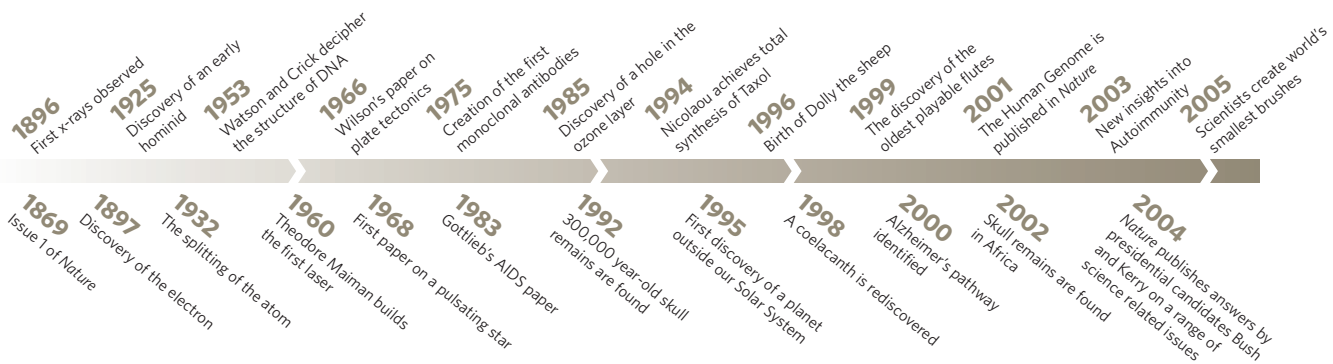 1896
First x-rays observed
1925
Discovery of an early
hominid
1953
Watson and Crick decipher
the structure of DNA
1966
Wilson's paper on
plate tectonics
1975
Creation of the first
monoclonal antibodies
1985
Discovery of a hole in the
ozone layer
1994
Nicolaou achieves total
synthesis of Taxol
1996
Birth of Dolly the sheep
1999
The discovery of the
oldest playable flutes
2001
The Human Genome is
published in Nature
2003
New insights into
Autoimmunity
2005
Scientists create world's
smallest brushes
1869
Issue 1 of Nature
1897
Discovery of the electron
1932
The splitting of the atom
1960
Theodore Maiman builds
the first laser
1968
First paper on a pulsating star
1983
Gottlieb's AIDS paper
1992
300,000 year-old skull
remains are found
1995
First discovery of a planet
outside our Solar System
1998
A coelacanth is rediscovered
2000
Alzheimer's pathway
identified
2002
Skull remains are found
in Africa
2004
Nature publishes answers by
presidential candidates Bush
and Kerry on a range of
science related issues